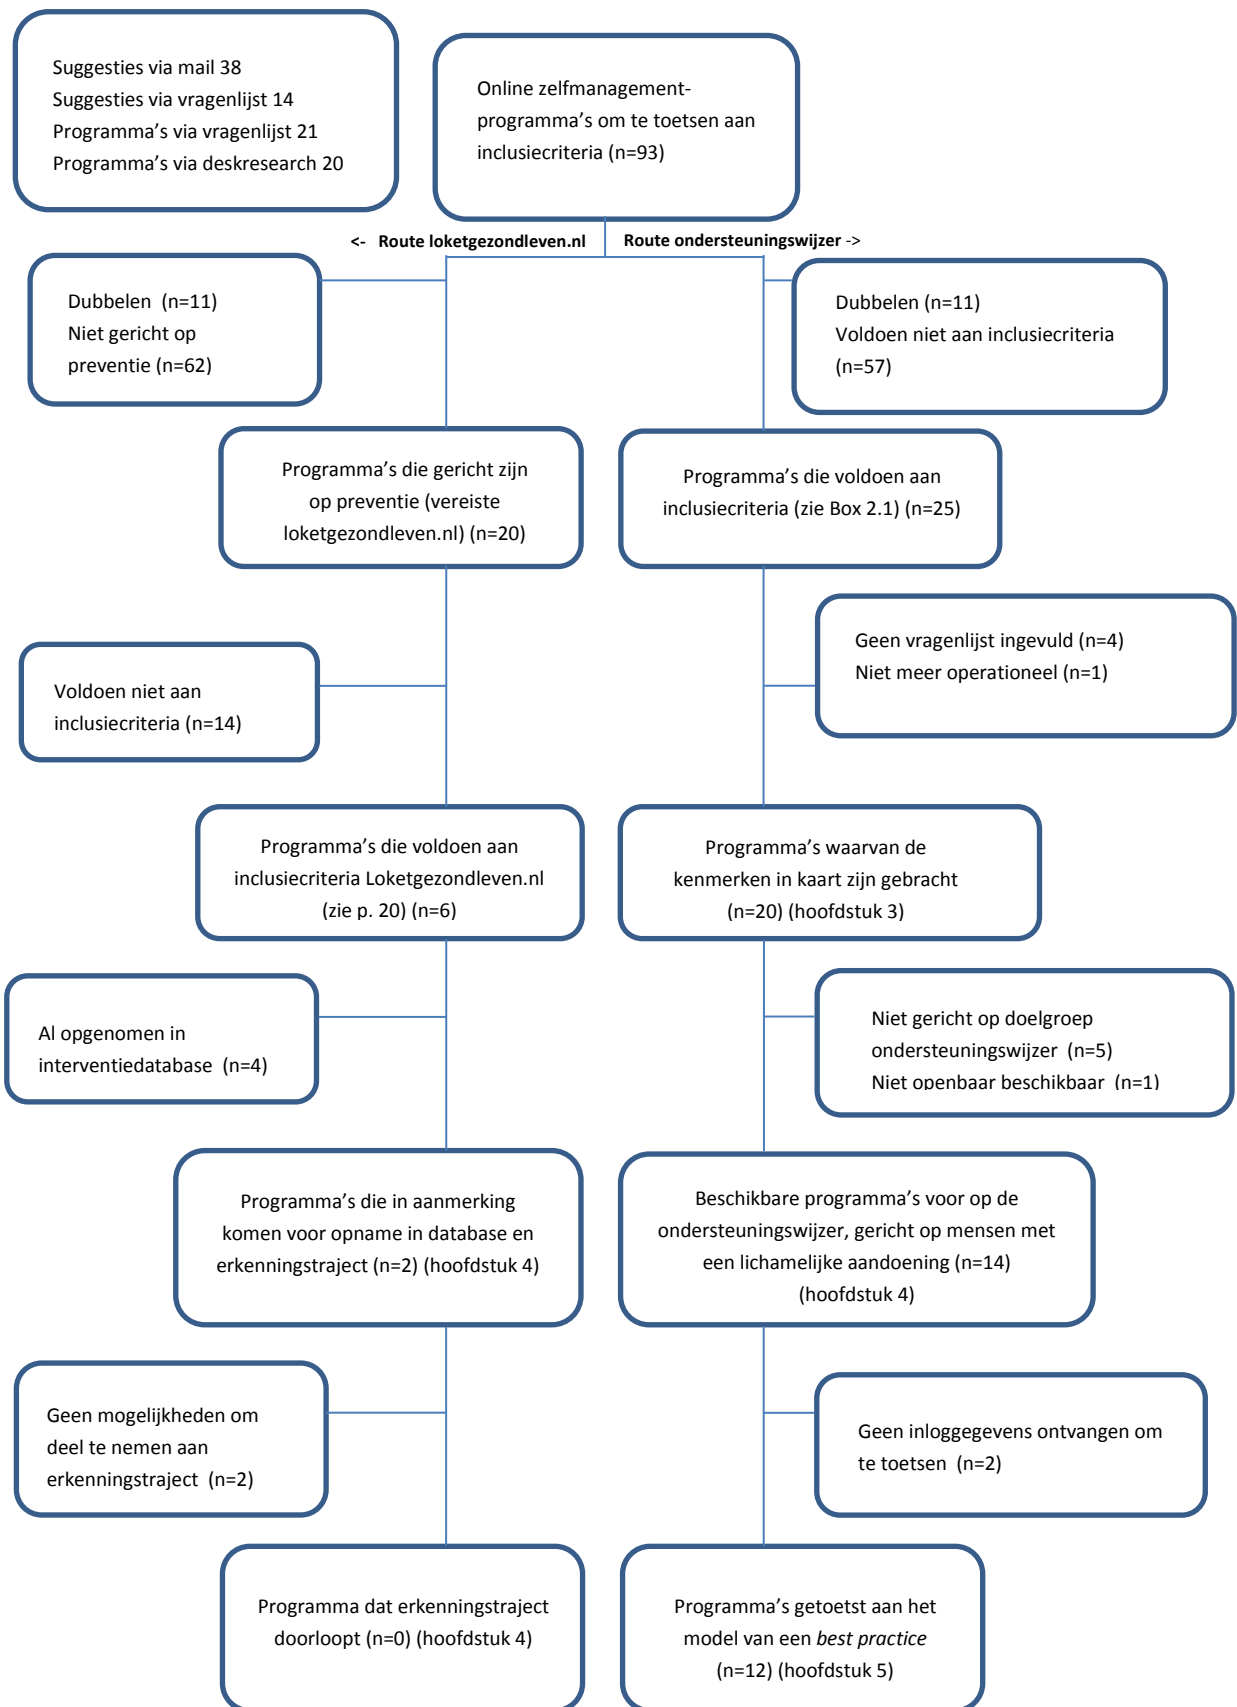 Suggesties via mail 38
Suggesties via vragenlijst 14
Programma's via vragenlijst 21
Programma's via deskresearch 20
Online zelfmanagement-
programma's om te toetsen aan
inclusiecriteria (n=93)
<- Route loketgezondleven.nl
Route ondersteuningswijzer ->
Dubbelen (n=11)
Niet gericht op
preventie (n=62)
Dubbelen (n=11)
Voldoen niet aan inclusiecriteria
(n=57)
Programma's die gericht zijn
op preventie (vereiste
loketgezondleven.nl) (n=20)
Programma's die voldoen aan
inclusiecriteria (zie Box 2.1) (n=25)
Voldoen niet aan
inclusiecriteria (n=14)
Geen vragenlijst ingevuld (n=4)
Niet meer operationeel (n=1)
Programma's die voldoen aan
inclusiecriteria Loketgezondleven.nl
(zie p. 20) (n=6)
Programma's waarvan de
kenmerken in kaart zijn gebracht
(n=20) (hoofdstuk 3)
Al opgenomen in
interventiedatabase (n=4)
Niet gericht op doelgroep
ondersteuningswijzer (n=5)
Niet openbaar beschikbaar (n=1)
Programma's die in aanmerking
komen voor opname in database en
erkenningstraject (n=2) (hoofdstuk 4)
Beschikbare programma's voor op de
ondersteuningswijzer, gericht op mensen met
een lichamelijke aandoening (n=14)
(hoofdstuk 4)
Geen mogelijkheden om
deel te nemen aan
erkenningstraject (n=2)
Geen inloggegevens ontvangen om
te toetsen (n=2)
Programma dat erkenningstraject
doorloopt (n=0) (hoofdstuk 4)
Programma's getoetst aan het
model van een best practice
(n=12) (hoofdstuk 5)